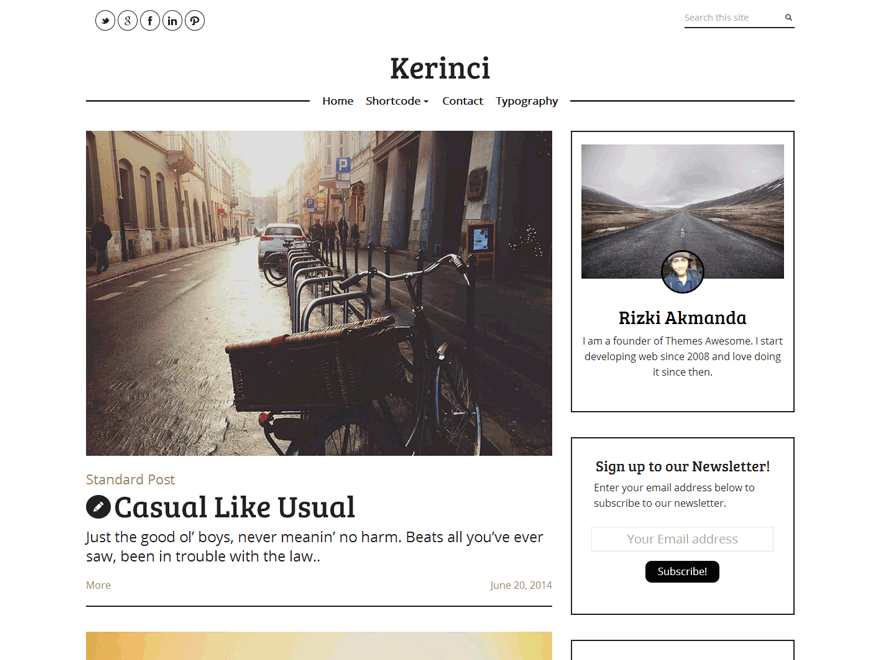 Search this site
Kerinci
Home Shortcode Contact Typography
P
P
Rizki Akmanda
I am a founder of Themes Awesome. I start
developing web since 2008 and love doing
it since then.
Standard Post
Casual Like Usual
Just the good ol’ boys, never meanin’ no harm. Beats all you’ve ever
saw, been in trouble with the law..
More June 20, 2014
Sign up to our Newsletter!
Enter your email address below to
subscribe to our newsletter.
Your Email address
Subscribe!